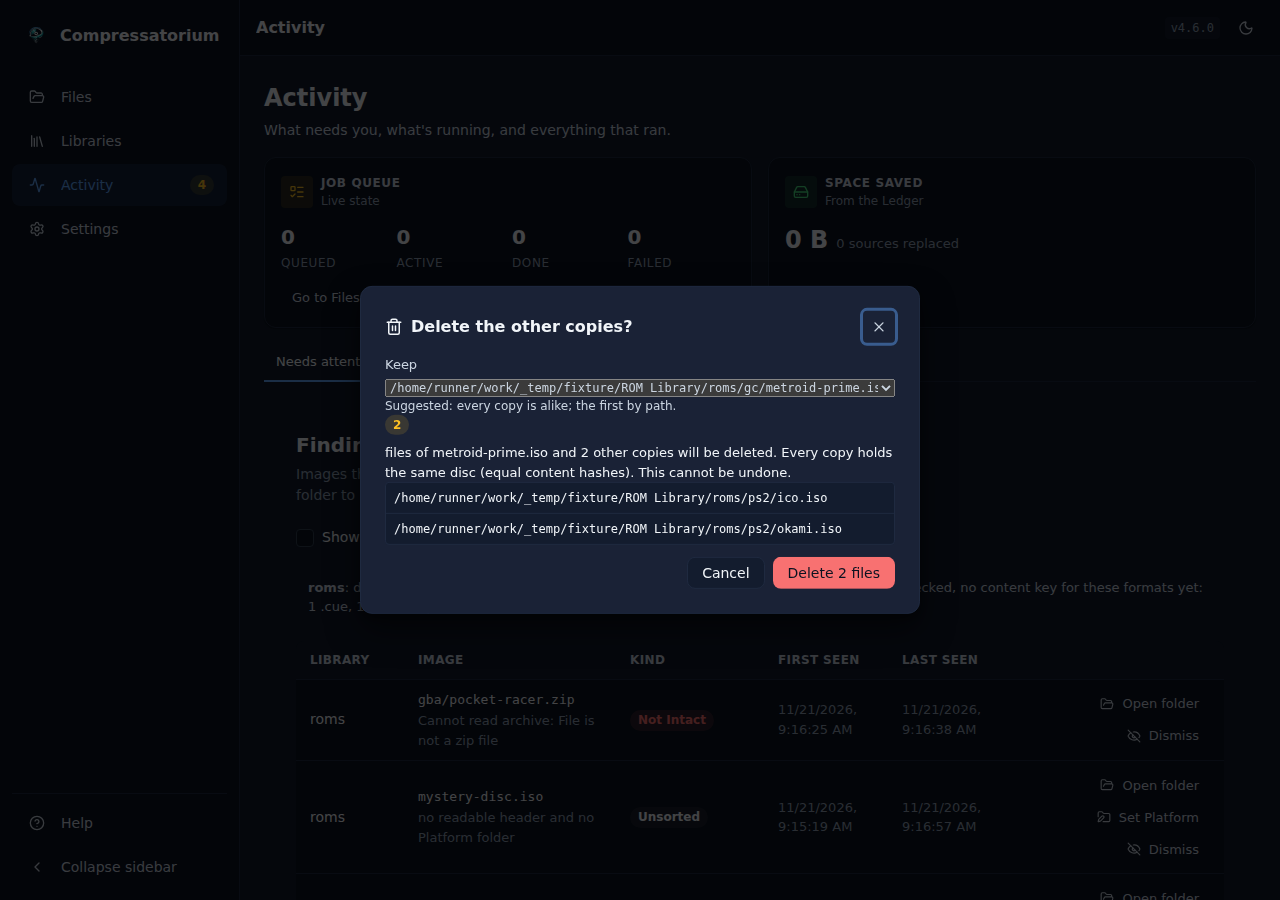 Compressatorium
Activity
v4.6.0
Files
Libraries
Activity
4
Settings
Activity
What needs you, what's running, and everything that ran.
JOB QUEUE
Live state
0
0
0
0
QUEUED
ACTIVE
DONE
FAILED
Go to Files
SPACE SAVED
From the Ledger
0 B 0 sources replaced
Needs attent
Delete the other copies?
Keep
/home/runner/work/_temp/fixture/ROM Library/roms/gc/metroid-prime.is
Suggested: every copy is alike; the first by path.
2
files of metroid-prime.iso and 2 other copies will be deleted. Every copy holds
the same disc (equal content hashes). This cannot be undone.
/home/runner/work/_temp/fixture/ROM Library/roms/ps2/ico.iso
/home/runner/work/_temp/fixture/ROM Library/roms/ps2/okami.iso
Cancel
Delete 2 files
Findin
Images t
folder to
Show
roms: d
ecked, no content key for these formats yet:
1 .cue,
LIBRARY
IMAGE
KIND
FIRST SEEN
LAST SEEN
roms
gba/pocket-racer.zip
Cannot read archive: File is
not a zip file
Not Intact
11/21/2026,
9:16:25 AM
11/21/2026,
9:16:38 AM
Open folder
Dismiss
roms
mystery-disc.iso
no readable header and no
Platform folder
Unsorted
11/21/2026,
9:15:19 AM
11/21/2026,
9:16:57 AM
Open folder
Set Platform
Dismiss
Open folder
Help
Collapse sidebar